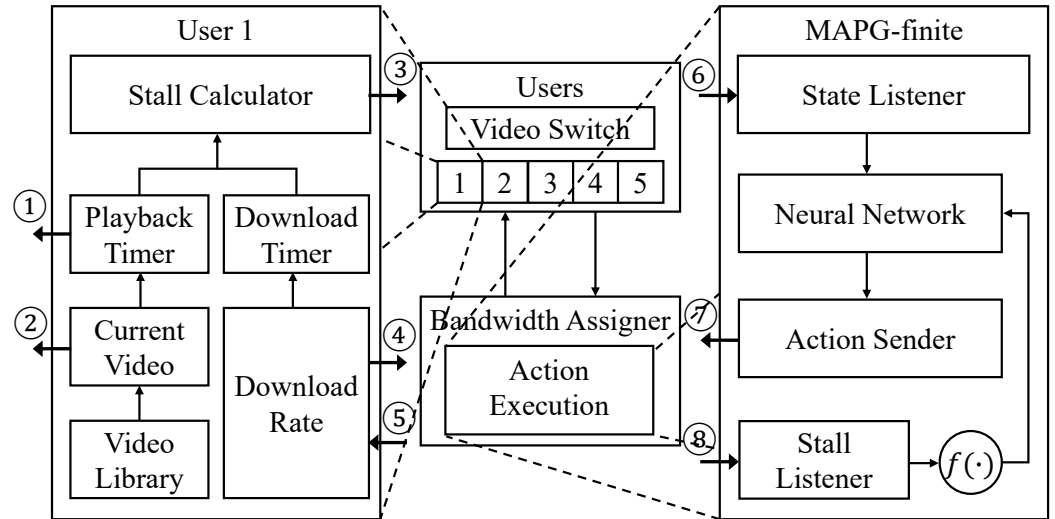 User 1
Stall Calculator
③
①
Playback
Timer
Download
Timer
②
Current
Video
④
Download
Rate
⑤
Video
Library
Users
Video Switch
1 2 3 4 5
Bandwidth Assigner
Action
Execution
MAPG-finite
⑥
State Listener
Neural Network
⑦
Action Sender
⑧
Stall
Listener
f(·)